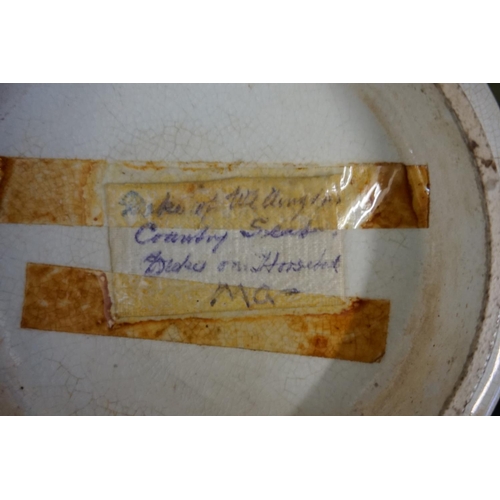 Duke of Wellington
Country Seat
Duke on Horseback